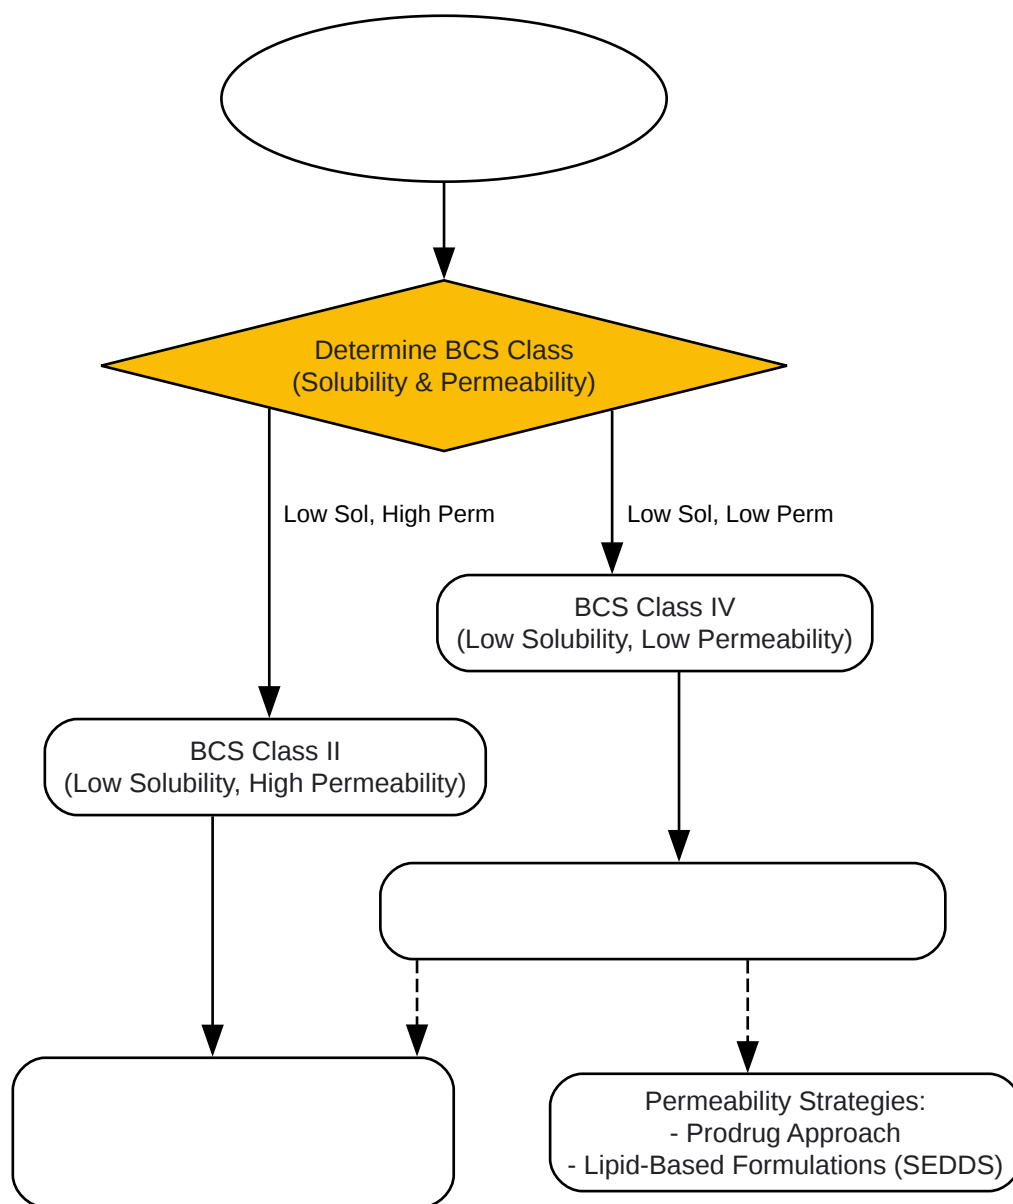 Determine BCS Class
(Solubility & Permeability)
Low Sol, High Perm
Low Sol, Low Perm
BCS Class IV
(Low Solubility, Low Permeability)
BCS Class II
(Low Solubility, High Permeability)
Permeability Strategies:
- Prodrug Approach
- Lipid-Based Formulations (SEDDS)